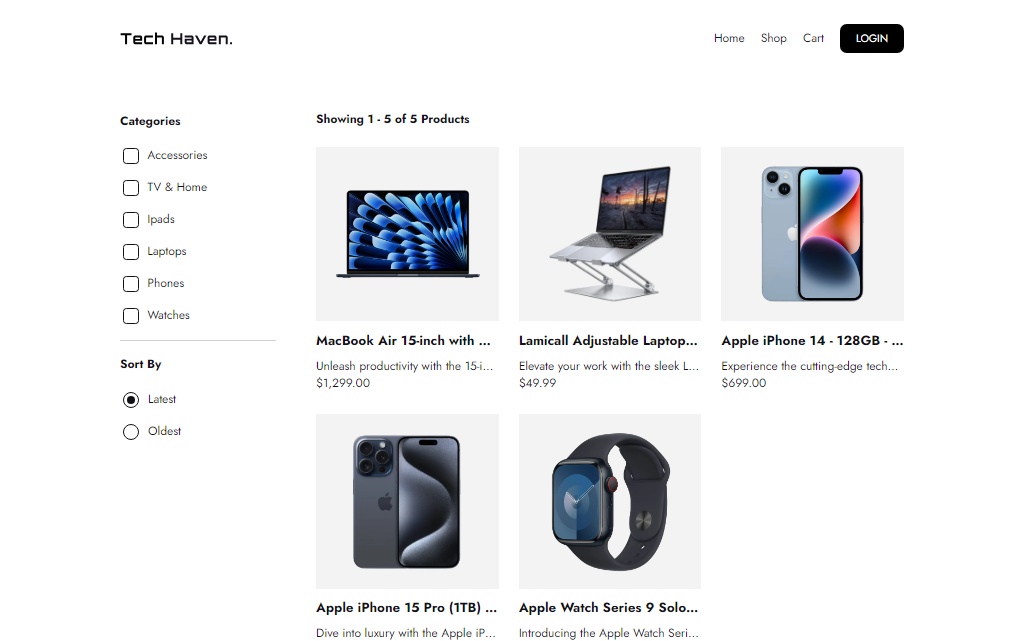 Tech Haven.
Home
Shop
Cart
LOGIN
Categories
Accessories
TV & Home
Ipads
Laptops
Phones
Watches
Sort By
Latest
Oldest
Showing 1 - 5 of 5 Products
MacBook Air 15-inch with ...
Unleash productivity with the 15-i...
$1,299.00
Lamicall Adjustable Laptop...
Elevate your work with the sleek L...
$49.99
Apple iPhone 14 - 128GB - ...
Experience the cutting-edge tech...
$699.00
Apple iPhone 15 Pro (1TB) ...
Dive into luxury with the Apple iP...
Apple Watch Series 9 Solo...
Introducing the Apple Watch Seri...